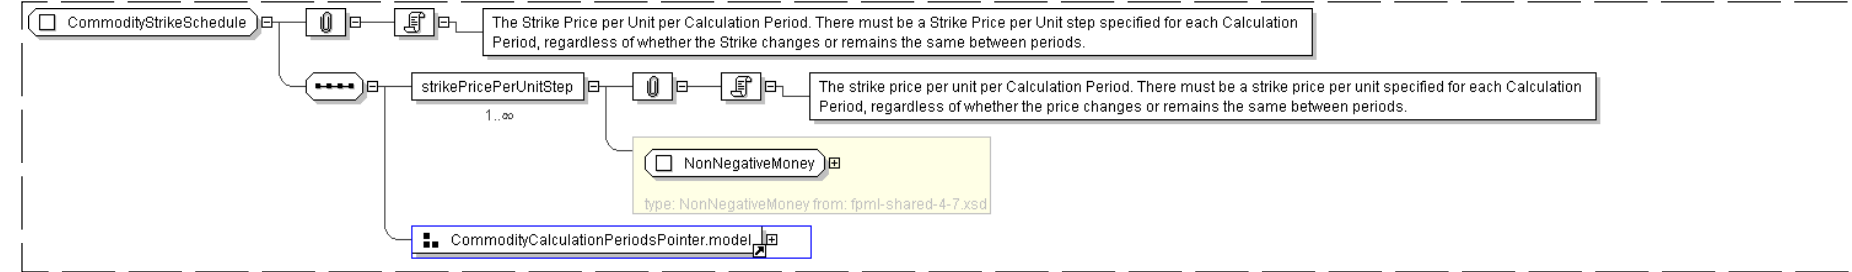 CommodityStrikeSchedule
The Strike Price per Unit per Calculation Period. There must be a Strike Price per Unit step specified for each Calculation
Period, regardless of whether the Strike changes or remains the same between periods.
strikePricePerUnitStep
1..∞
The strike price per unit per Calculation Period. There must be a strike price per unit specified for each Calculation
Period, regardless of whether the price changes or remains the same between periods.
NonNegativeMoney
type: NonNegativeMoney from: fpml-shared-4-7.xsd
CommodityCalculationPeriodsPointer.model